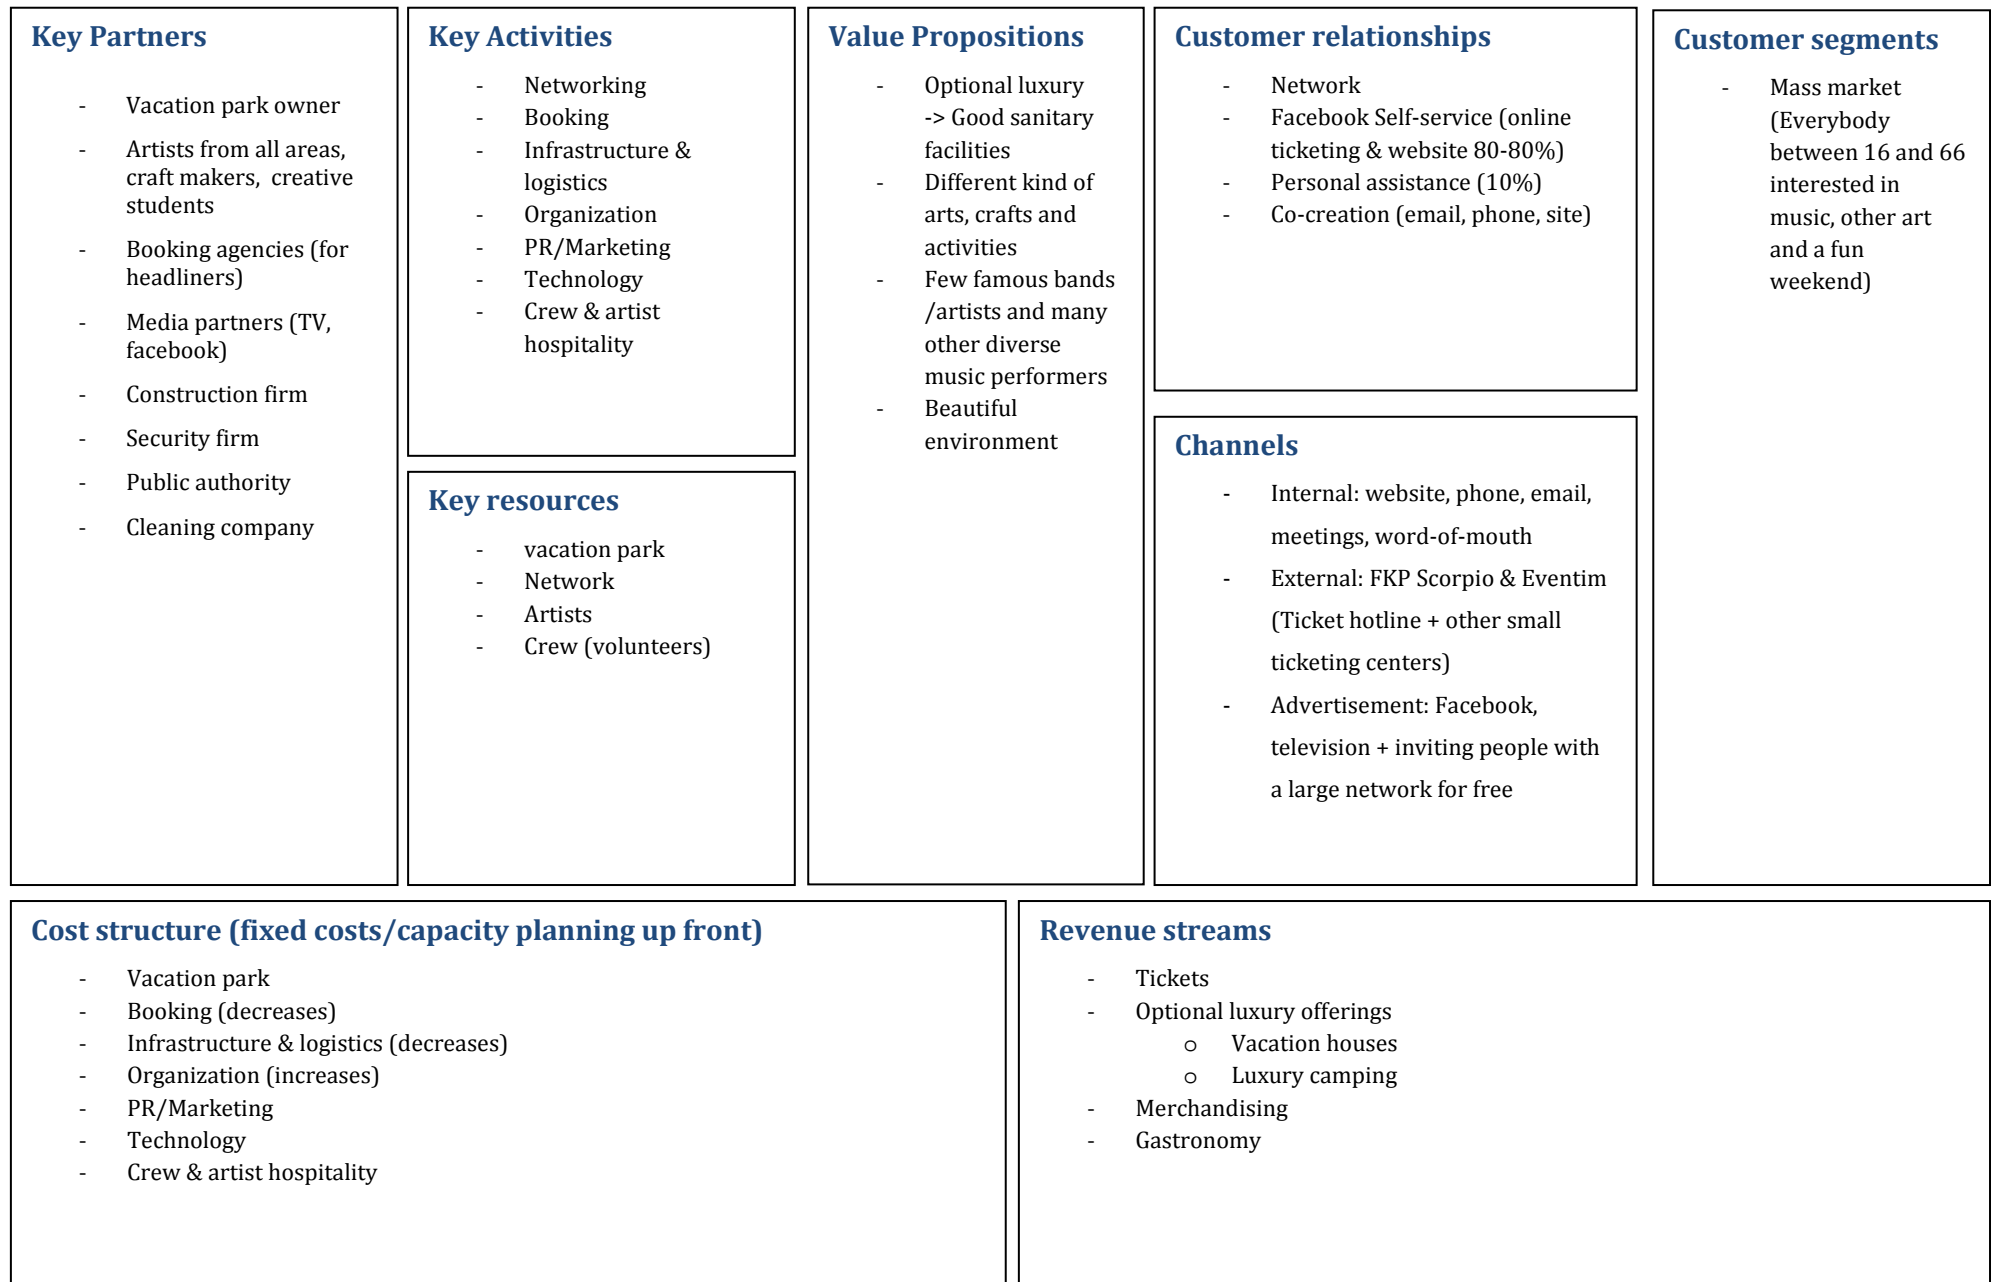 Key Partners
- Vacation park owner
- Artists from all areas,
craft makers, creative
students
- Booking agencies (for
headliners)
- Media partners (TV,
facebook)
- Construction firm
- Security firm
- Public authority
- Cleaning company
Key Activities
- Networking
- Booking
- Infrastructure &
logistics
- Organization
- PR/Marketing
- Technology
- Crew & artist
hospitality
Key resources
- vacation park
- Network
- Artists
- Crew (volunteers)
Value Propositions
- Optional luxury
-> Good sanitary
facilities
- Different kind of
arts, crafts and
activities
- Few famous bands
/artists and many
other diverse
music performers
- Beautiful
environment
Customer relationships
- Network
- Facebook Self-service (online
ticketing & website 80-80%)
- Personal assistance (10%)
- Co-creation (email, phone, site)
Channels
- Internal: website, phone, email,
meetings, word-of-mouth
- External: FKP Scorpio & Eventim
(Ticket hotline + other small
ticketing centers)
- Advertisement: Facebook,
television + inviting people with
a large network for free
Customer segments
- Mass market
(Everybody
between 16 and 66
interested in
music, other art
and a fun
weekend)
Cost structure (fixed costs/capacity planning up front)
- Vacation park
- Booking (decreases)
- Infrastructure & logistics (decreases)
- Organization (increases)
- PR/Marketing
- Technology
- Crew & artist hospitality
Revenue streams
- Tickets
- Optional luxury offerings
o Vacation houses
o Luxury camping
- Merchandising
- Gastronomy